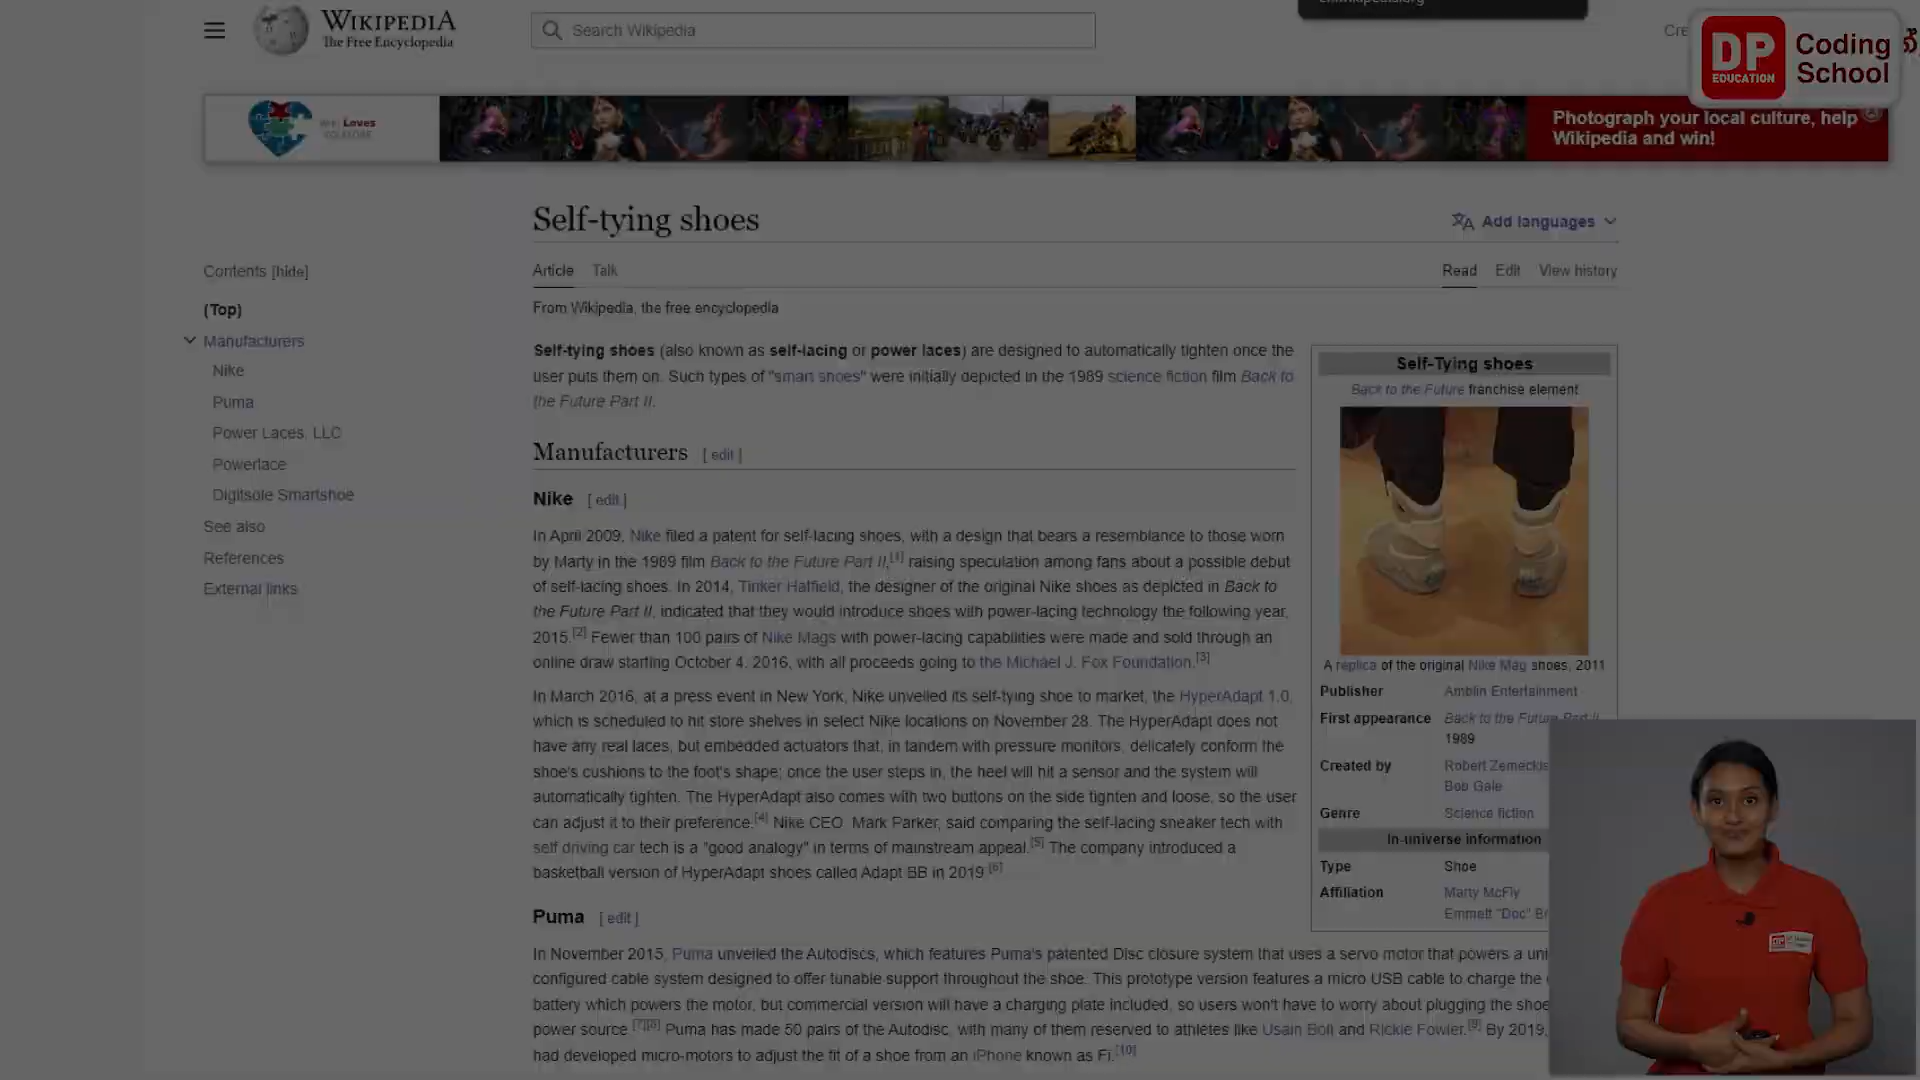 WIKIPEDIA
The Free Encyclopedia
Search Wikipedia
DP
EDUCATION
Coding
School
Loves
FOLKLORE
Photograph your local culture, help
Wikipedia and win!
Self-tying shoes
Add languages
Contents [hide]
(Top)
Manufacturers
Nike
Puma
Power Laces, LLC
Powerlace
Digitsole Smartshoe
See also
References
External links
Article Talk
Read Edit View history
From Wikipedia, the free encyclopedia
Self-tying shoes (also known as self-lacing or power laces) are designed to automatically tighten once the
user puts them on. Such types of "smart shoes" were initially depicted in the 1989 science fiction film Back to
the Future Part II.
Manufacturers [ edit ]
Nike [ edit ]
In April 2009, Nike filed a patent for self-lacing shoes, with a design that bears a resemblance to those worn
by Marty in the 1989 film Back to the Future Part II,[1] raising speculation among fans about a possible debut
of self-lacing shoes. In 2014, Tinker Hatfield, the designer of the original Nike shoes as depicted in Back to
the Future Part II, indicated that they would introduce shoes with power-lacing technology the following year,
2015.[2] Fewer than 100 pairs of Nike Mags with power-lacing capabilities were made and sold through an
online draw starting October 4, 2016, with all proceeds going to the Michael J. Fox Foundation.[3]
In March 2016, at a press event in New York, Nike unveiled its self-tying shoe to market, the HyperAdapt 1.0,
which is scheduled to hit store shelves in select Nike locations on November 28. The HyperAdapt does not
have any real laces, but embedded actuators that, in tandem with pressure monitors, delicately conform the
shoe's cushions to the foot's shape; once the user steps in, the heel will hit a sensor and the system will
automatically tighten. The HyperAdapt also comes with two buttons on the side tighten and loose, so the user
can adjust it to their preference.[4] Nike CEO, Mark Parker, said comparing the self-lacing sneaker tech with
self driving car tech is a "good analogy" in terms of mainstream appeal.[5] The company introduced a
basketball version of HyperAdapt shoes called Adapt BB in 2019.[6]
Puma [ edit ]
In November 2015, Puma unveiled the Autodiscs, which features Puma's patented Disc closure system that uses a servo motor that powers a uni
configured cable system designed to offer tunable support throughout the shoe. This prototype version features a micro USB cable to charge the
battery which powers the motor, but commercial version will have a charging plate included, so users won't have to worry about plugging the shoe
power source.[7][8] Puma has made 50 pairs of the Autodisc, with many of them reserved to athletes like Usain Bolt and Rickie Fowler.[9] By 2019,
had developed micro-motors to adjust the fit of a shoe from an iPhone known as Fi.[10]
Self-Tying shoes
Back to the Future franchise element
A replica of the original Nike Mag shoes, 2011
Publisher Amblin Entertainment
First appearance Back to the Future Part II
1989
Created by Robert Zemeckis
Bob Gale
Genre Science fiction
In-universe information
Type Shoe
Affiliation Marty McFly
Emmett "Doc" Br